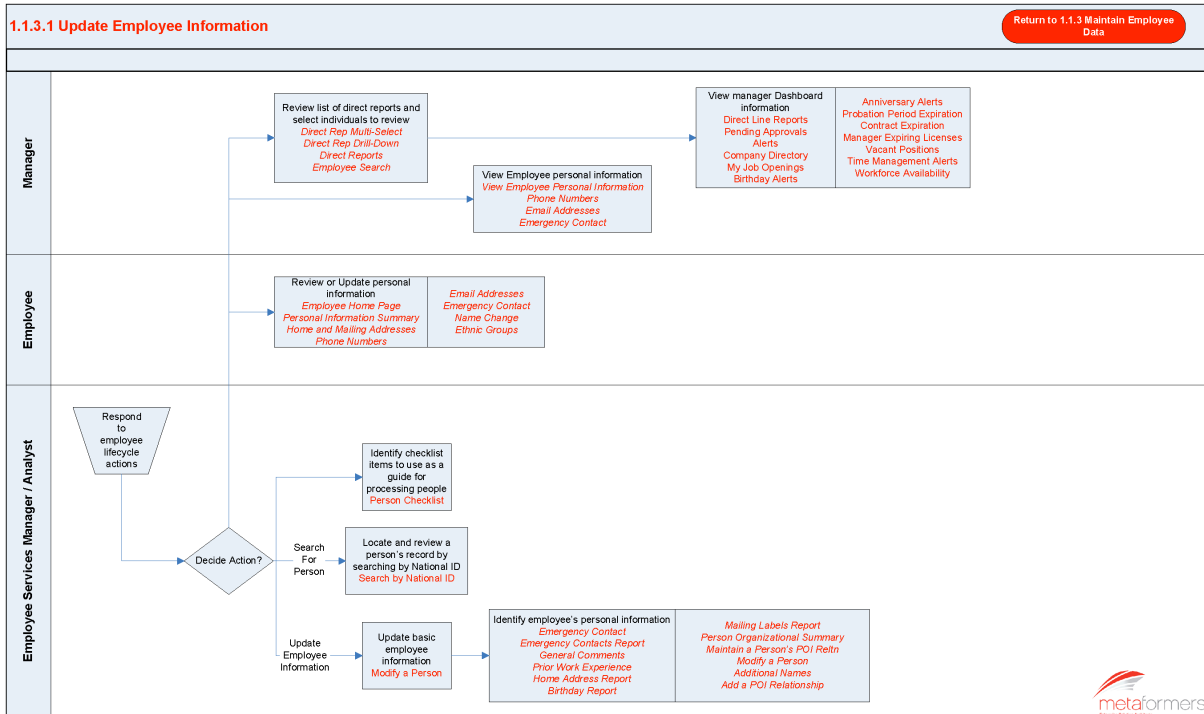 1.1.3.1 Update Employee Information
Return to 1.1.3 Maintain Employee
Data
Manager
Review list of direct reports and
select individuals to review
Direct Rep Multi-Select
Direct Rep Drill-Down
Direct Reports
Employee Search
View manager Dashboard
information
Direct Line Reports
Pending Approvals
Alerts
Company Directory
My Job Openings
Birthday Alerts
Anniversary Alerts
Probation Period Expiration
Contract Expiration
Manager Expiring Licenses
Vacant Positions
Time Management Alerts
Workforce Availability
View Employee personal information
View Employee Personal Information
Phone Numbers
Email Addresses
Emergency Contact
Employee
Review or Update personal
information
Employee Home Page
Personal Information Summary
Home and Mailing Addresses
Phone Numbers
Email Addresses
Emergency Contact
Name Change
Ethnic Groups
Employee Services Manager / Analyst
Respond
to
employee
lifecycle
actions
Decide Action?
Identify checklist
items to use as a
guide for
processing people
Person Checklist
Search
For
Person
Locate and review a
person's record by
searching by National ID
Search by National ID
Update
Employee
Information
Update basic
employee
information
Modify a Person
Identify employee's personal information
Emergency Contact
Emergency Contacts Report
General Comments
Prior Work Experience
Home Address Report
Birthday Report
Mailing Labels Report
Person Organizational Summary
Maintain a Person's POI Reltn
Modify a Person
Additional Names
Add a POI Relationship
metaformers